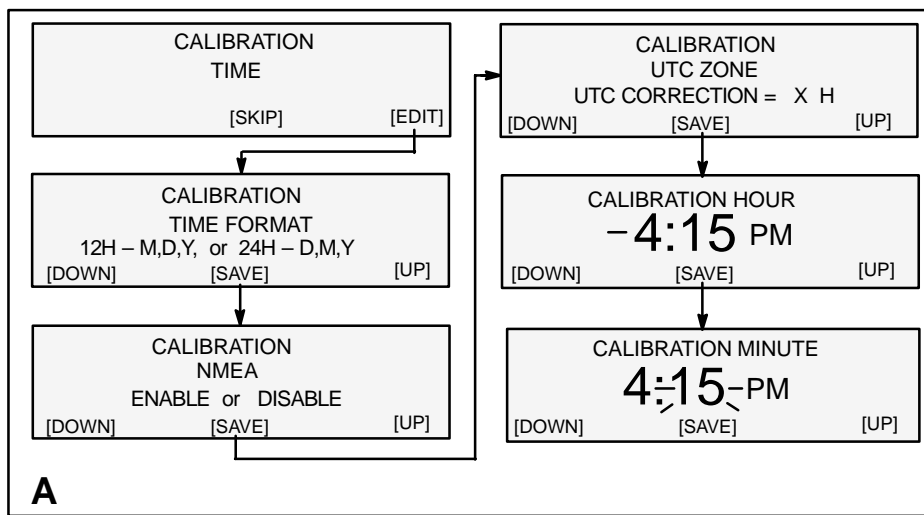 CALIBRATION
TIME
[SKIP] [EDIT]
CALIBRATION
TIME FORMAT
12H – M,D,Y, or 24H – D,M,Y
[DOWN] [SAVE] [UP]
CALIBRATION
NMEA
ENABLE or DISABLE
[DOWN] [SAVE] [UP]
CALIBRATION
UTC ZONE
UTC CORRECTION = X H
[DOWN] [SAVE] [UP]
CALIBRATION HOUR
4:15 PM
[DOWN] [SAVE] [UP]
CALIBRATION MINUTE
4:15 PM
[DOWN] [SAVE] [UP]
A